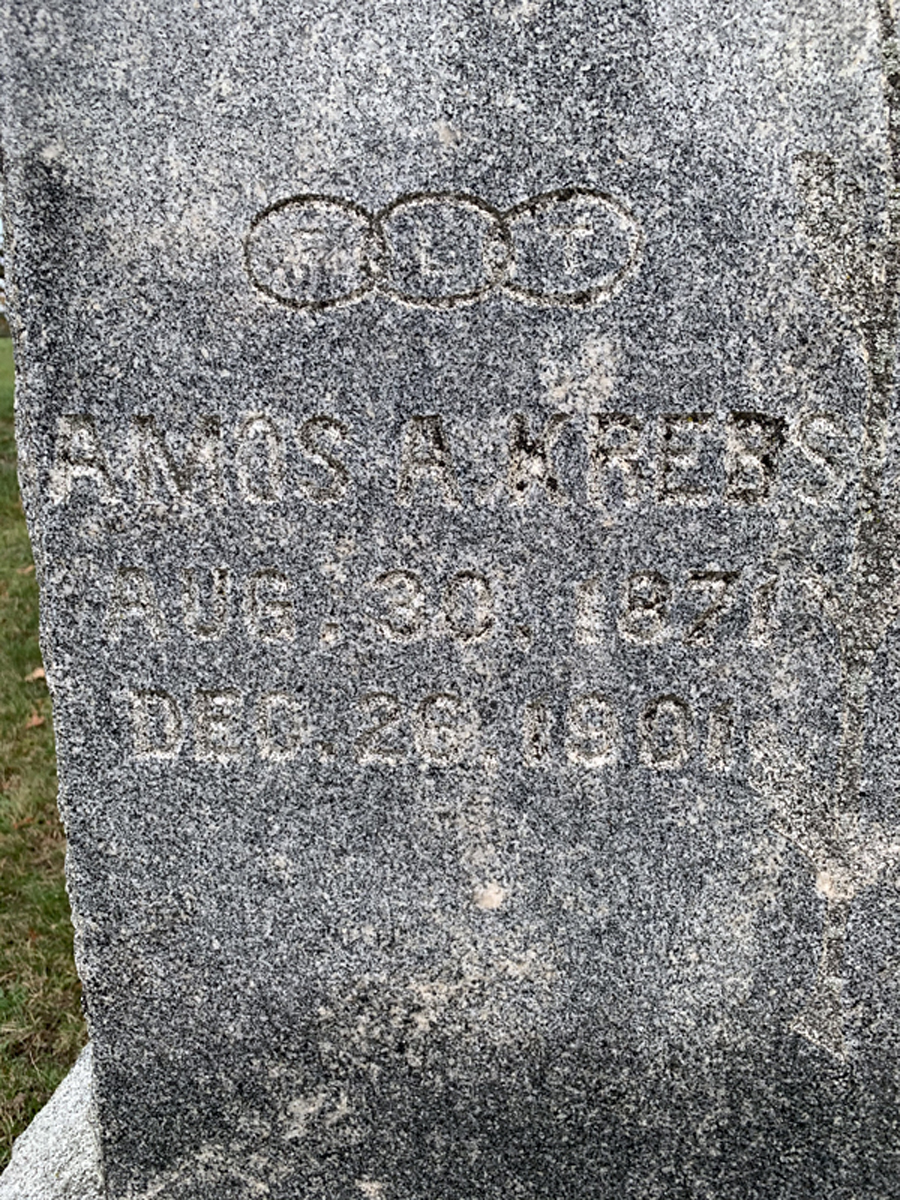 F L T
AMOS A. KREBS
AUG. 30, 1871
DEC. 26, 1901